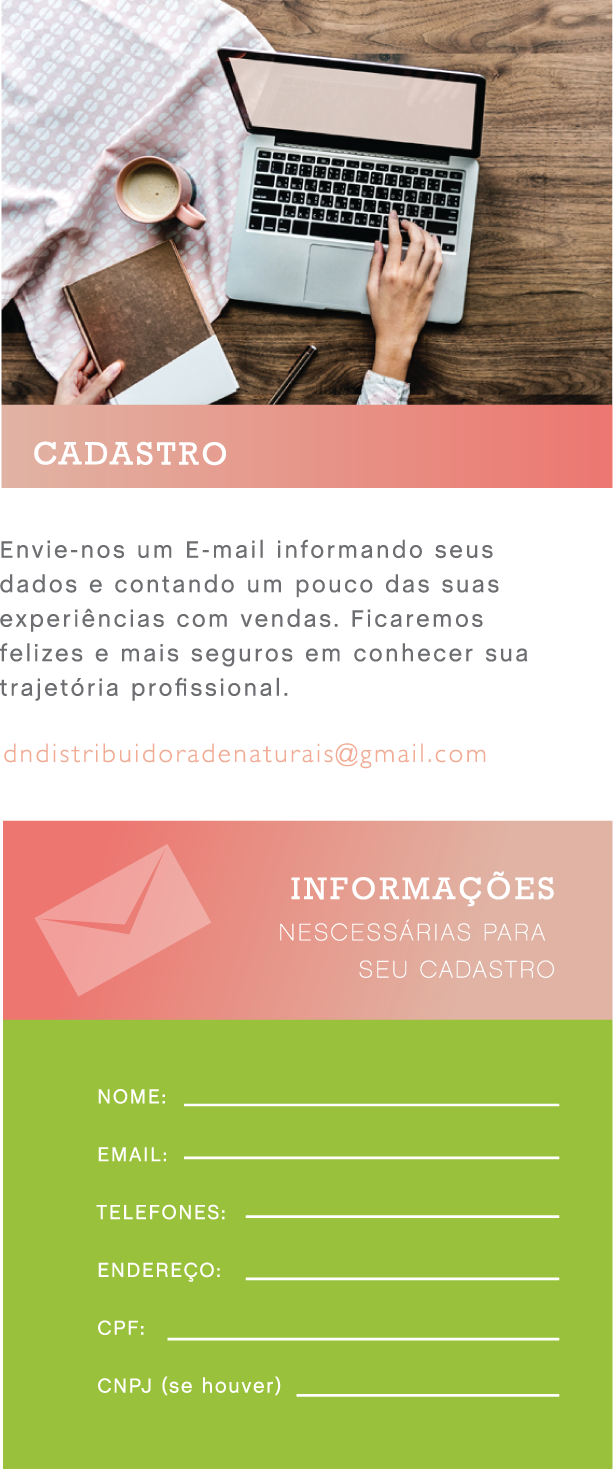 CADASTRO
Envie-nos um E-mail informando seus
dados e contando um pouco das suas
experiências com vendas. Ficaremos
felizes e mais seguros em conhecer sua
trajetória profissional.
dndistribuidoradenaturais@gmail.com
INFORMAÇÕES
NESCESSÁRIAS PARA
SEU CADASTRO
NOME:
EMAIL:
TELEFONES:
ENDEREÇO:
CPF:
CNPJ (se houver)